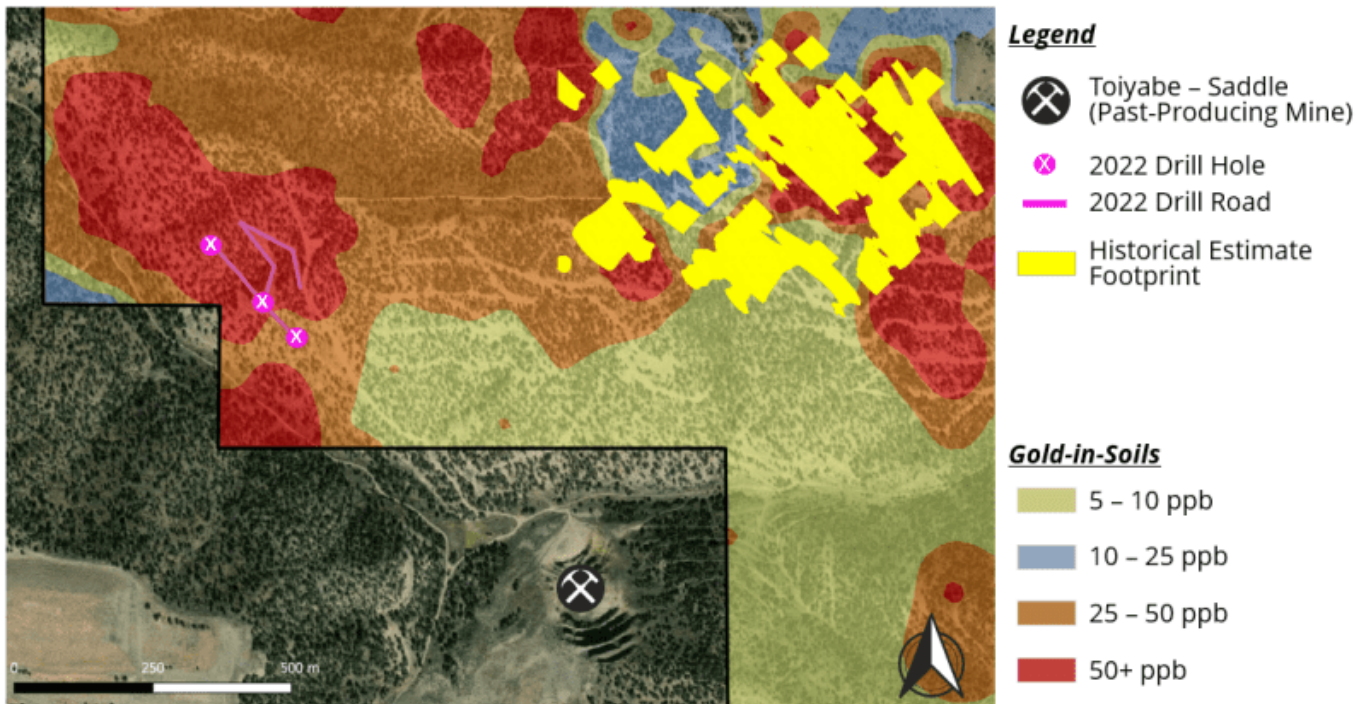 Legend
Toiyabe – Saddle
(Past-Producing Mine)
X
2022 Drill Hole
2022 Drill Road
Historical Estimate
Footprint
X
X
X
Gold-in-Soils
5 – 10 ppb
10 – 25 ppb
25 – 50 ppb
50+ ppb
0 250 500 m